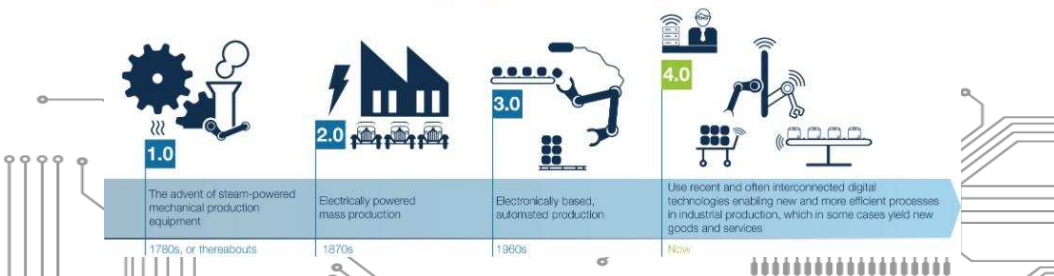 1.0
2.0
3.0
4.0
The advent of steam-powered
mechanical production
equipment
Electrically powered
mass production
Electronically based,
automated production
Use recent and often interconnected digital
technologies enabling new and more efficient processes
in industrial production, which in some cases yield new
goods and services
1780s, or thereabouts
1870s
1960s
Now